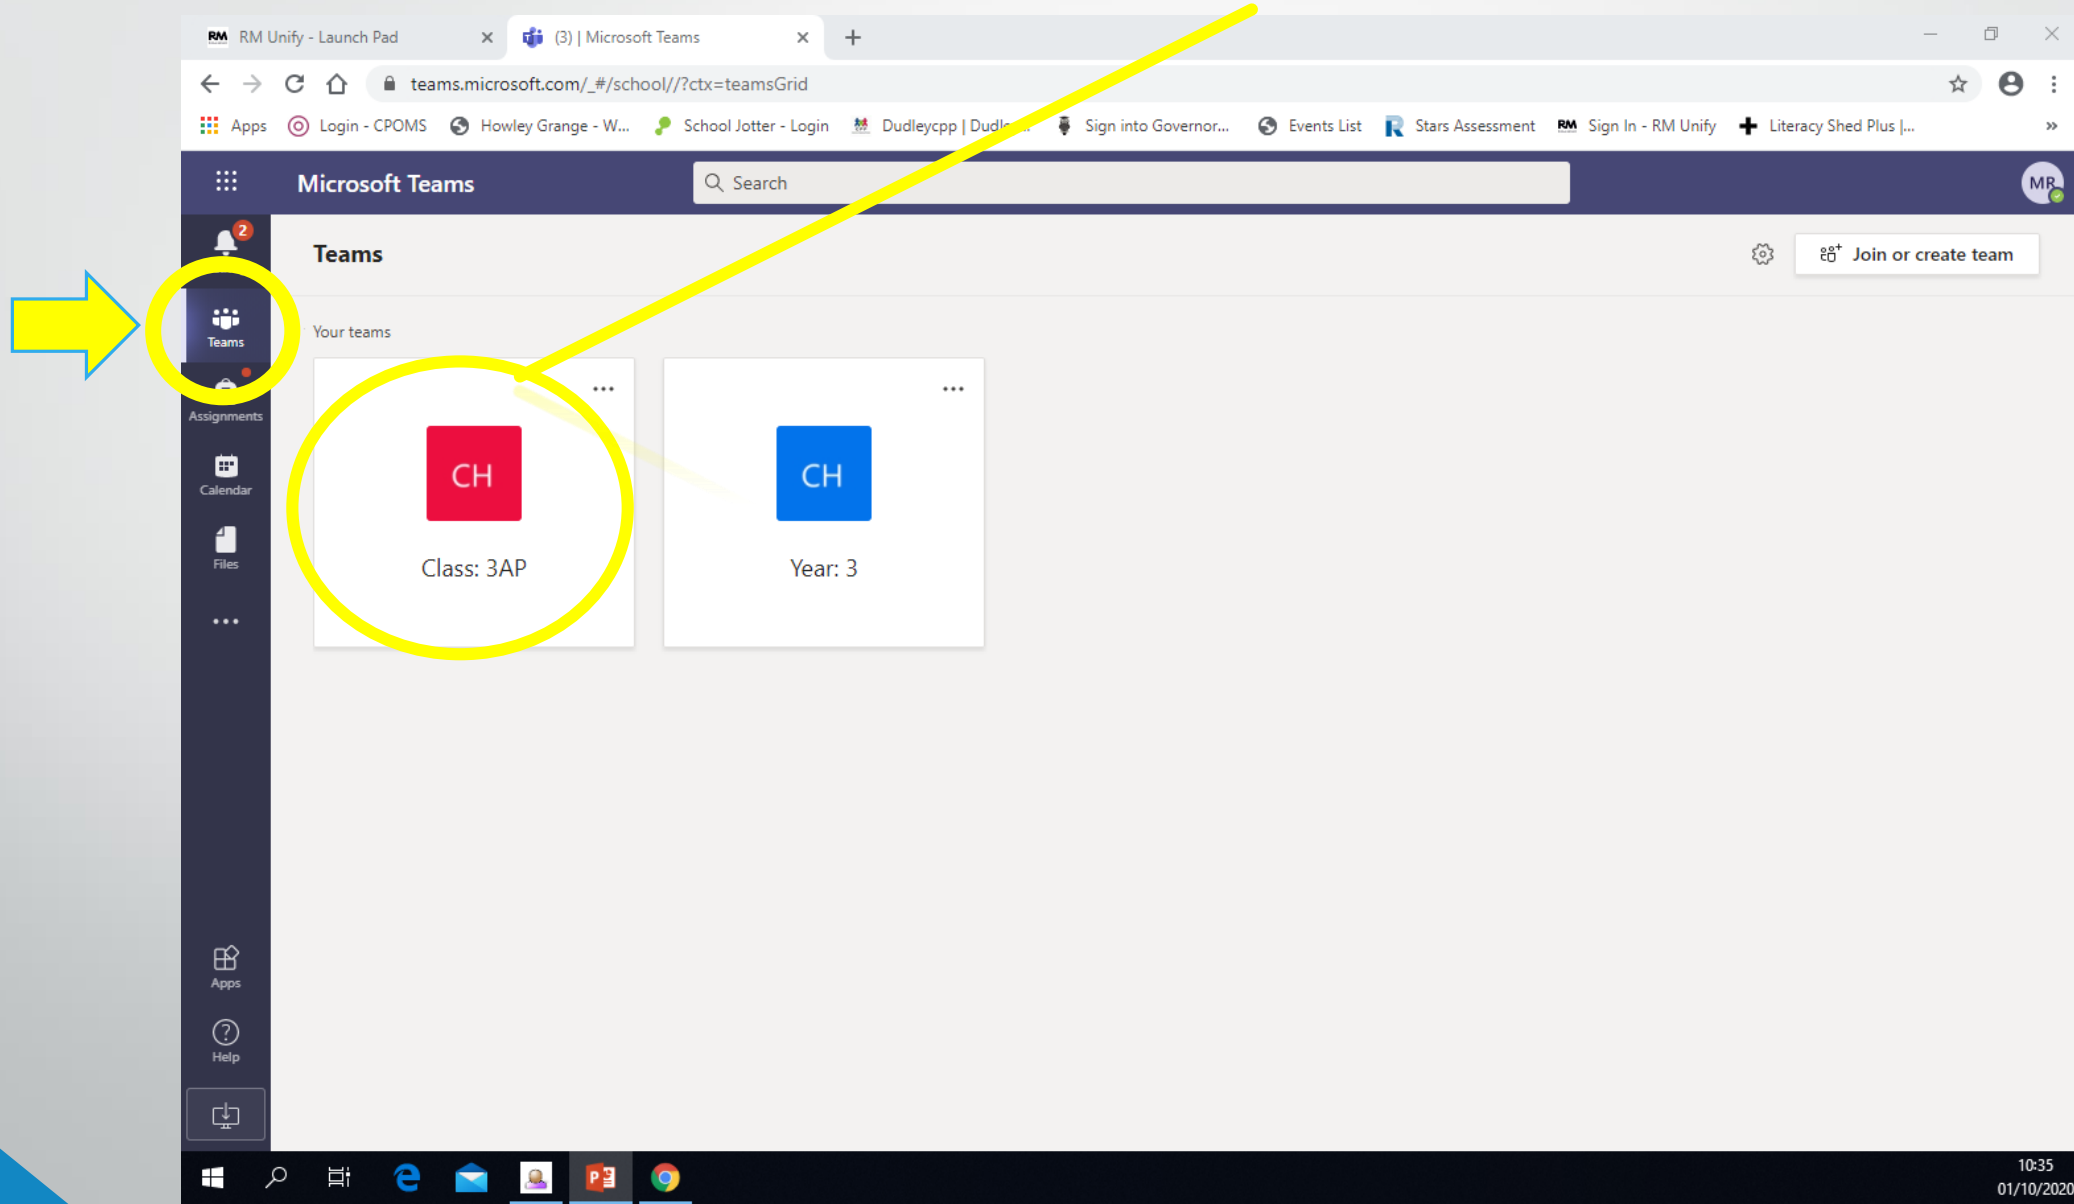 RM Unify - Launch Pad
(3) | Microsoft Teams
teams.microsoft.com/_#/school//?ctx=teamsGrid
Apps
Login - CPOMS
Howley Grange - W...
School Jotter - Login
Dudleycpp | Dudle...
Sign into Governor...
Events List
Stars Assessment
RM Sign In - RM Unify
Literacy Shed Plus |...
Microsoft Teams
Search
MR
2
Teams
Join or create team
Teams
Your teams
Assignments
CH
CH
Calendar
Class: 3AP
Year: 3
Files
Apps
Help
10:35
01/10/2020